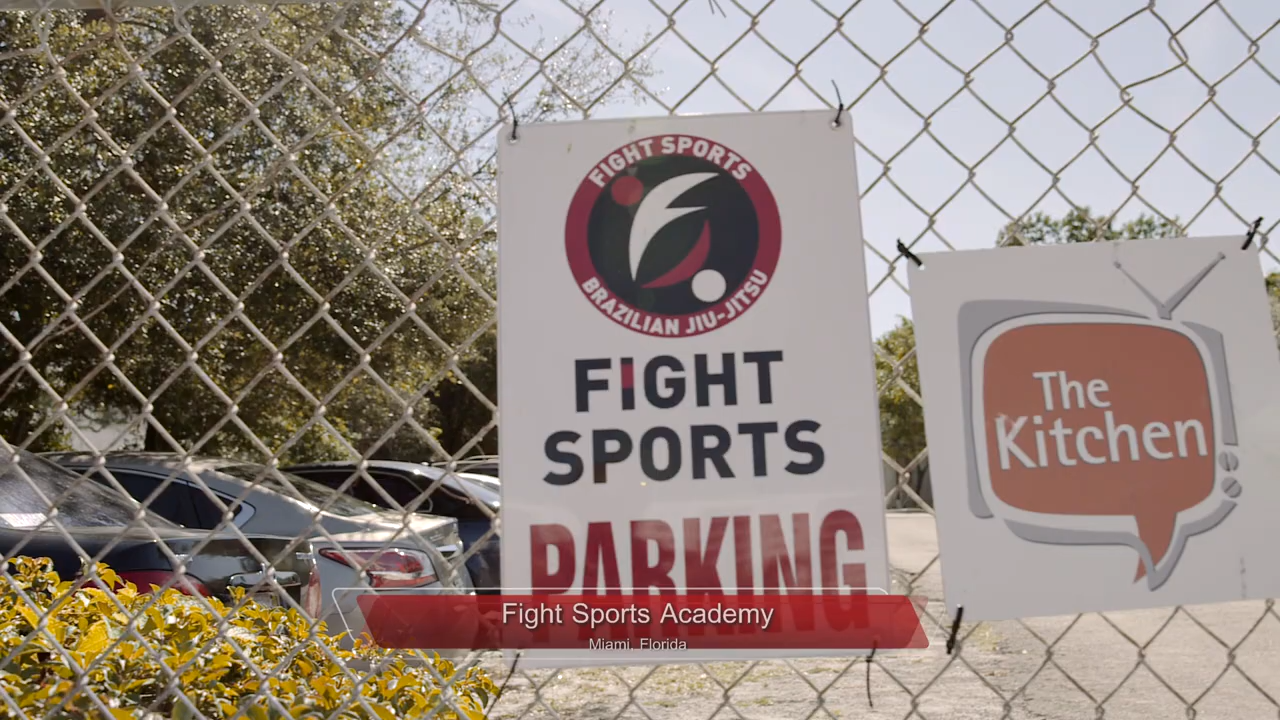 FIGHT SPORTS
BRAZILIAN JIU-JITSU
FIGHT
SPORTS
PARKING
The
Kitchen
Fight Sports Academy
Miami, Florida